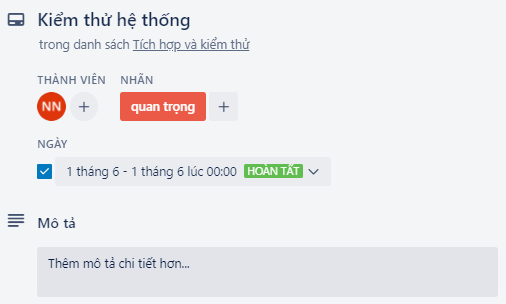 Kiểm thử hệ thống
trong danh sách Tích hợp và kiểm thử
THÀNH VIÊN NHÃN
NN + quan trọng +
NGÀY
1 tháng 6 - 1 tháng 6 lúc 00:00 HOÀN TẤT
Mô tả
Thêm mô tả chi tiết hơn...